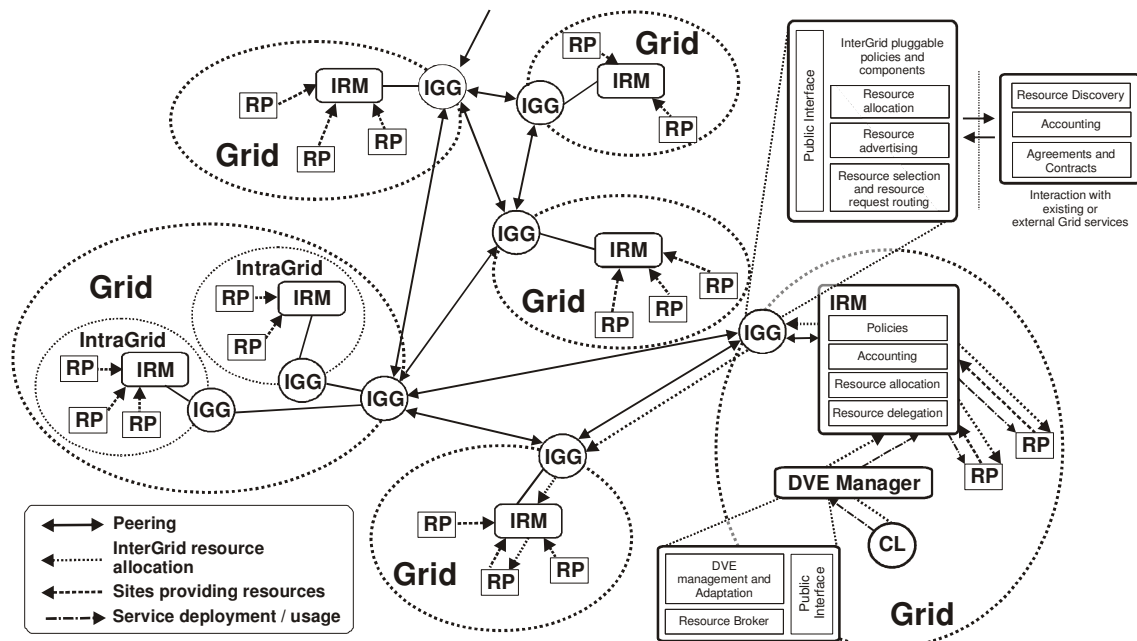 RP
Grid
IRM
IGG
IGG
IRM
RP
RP
RP
RP
Grid
RP
Public Interface
InterGrid pluggable
policies and
components
Resource
allocation
Resource
advertising
Resource selection
and resource
request routing
Resource Discovery
Accounting
Agreements and
Contracts
Interaction with
existing or
external Grid services
IGG
IRM
RP
Grid
RP
RP
Grid
IntraGrid
RP
IRM
RP
IntraGrid
RP
IRM
RP
RP
IGG
IGG
IGG
IGG
IRM
Policies
Accounting
Resource allocation
Resource delegation
RP
RP
DVE Manager
CL
DVE
management and
Adaptation
Resource Broker
Public
Interface
Grid
IGG
RP
IRM
RP
RP
Grid
Peering
InterGrid resource
allocation
Sites providing resources
Service deployment / usage